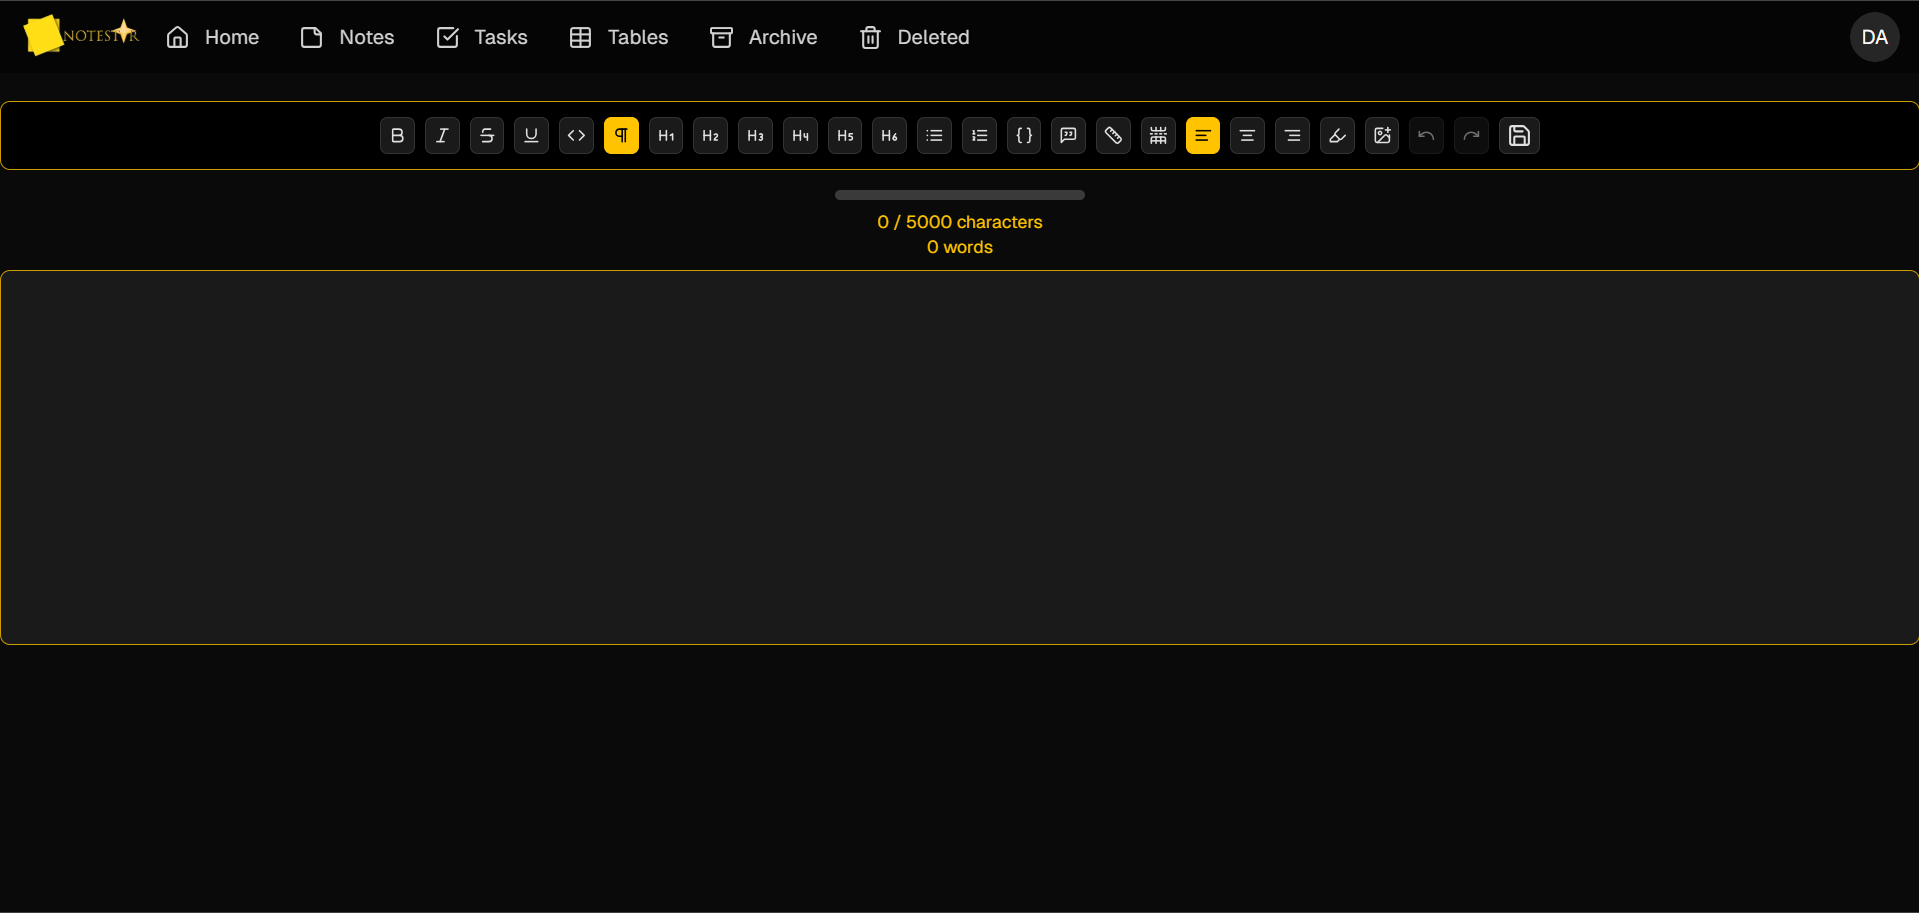 NOTESTAR
Home
Notes
Tasks
Tables
Archive
Deleted
DA
B I S U H1 H2 H3 H4 H5 H6
0 / 5000 characters
0 words